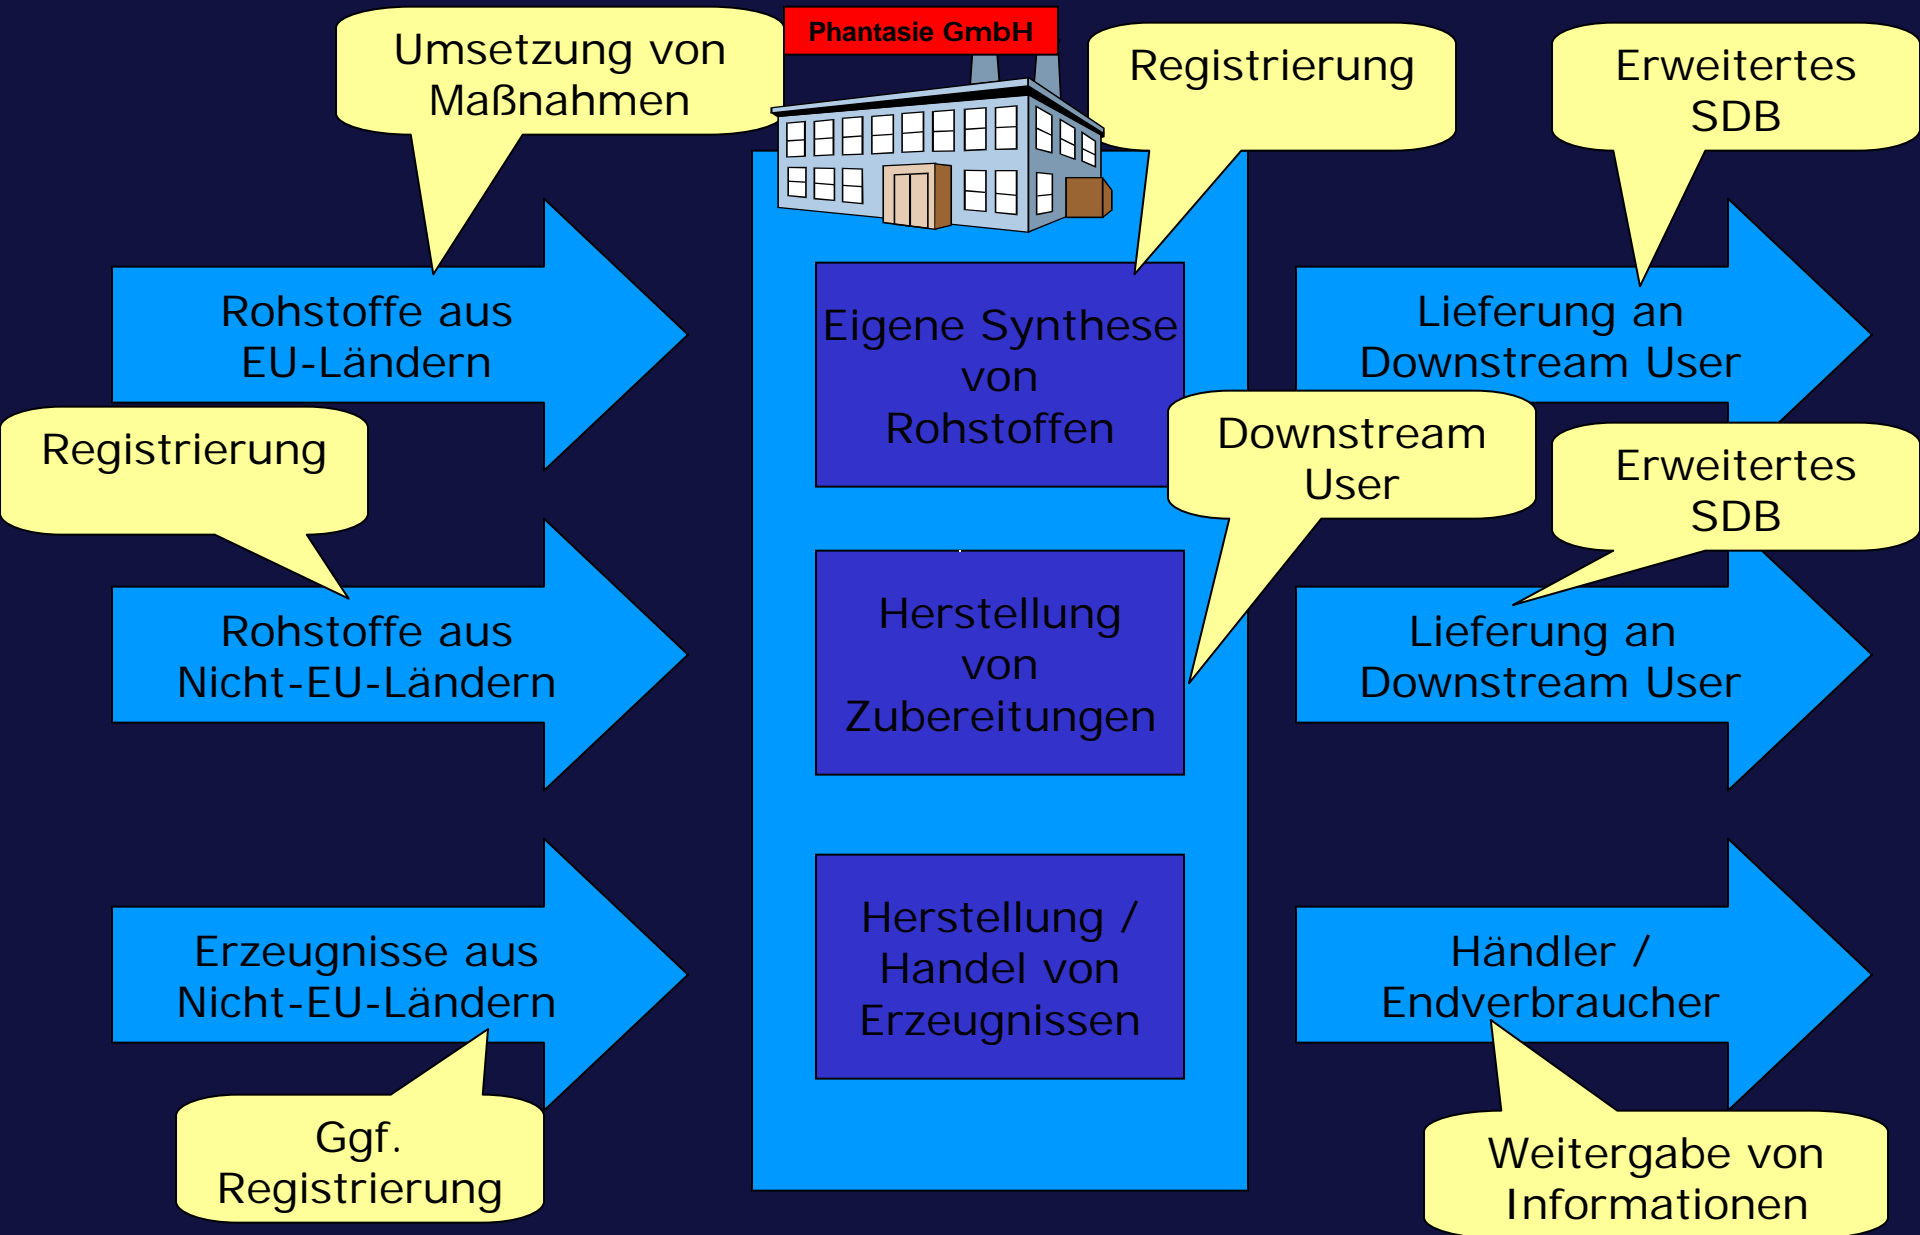 Phantasie GmbH
Umsetzung von
Maßnahmen
Registrierung
Erweitertes
SDB
Rohstoffe aus
EU-Ländern
Eigene Synthese
von
Rohstoffen
Lieferung an
Downstream User
Registrierung
Downstream
User
Erweitertes
SDB
Rohstoffe aus
Nicht-EU-Ländern
Herstellung
von
Zubereitungen
Lieferung an
Downstream User
Erzeugnisse aus
Nicht-EU-Ländern
Herstellung /
Handel von
Erzeugnissen
Händler /
Endverbraucher
Ggf.
Registrierung
Weitergabe von
Informationen